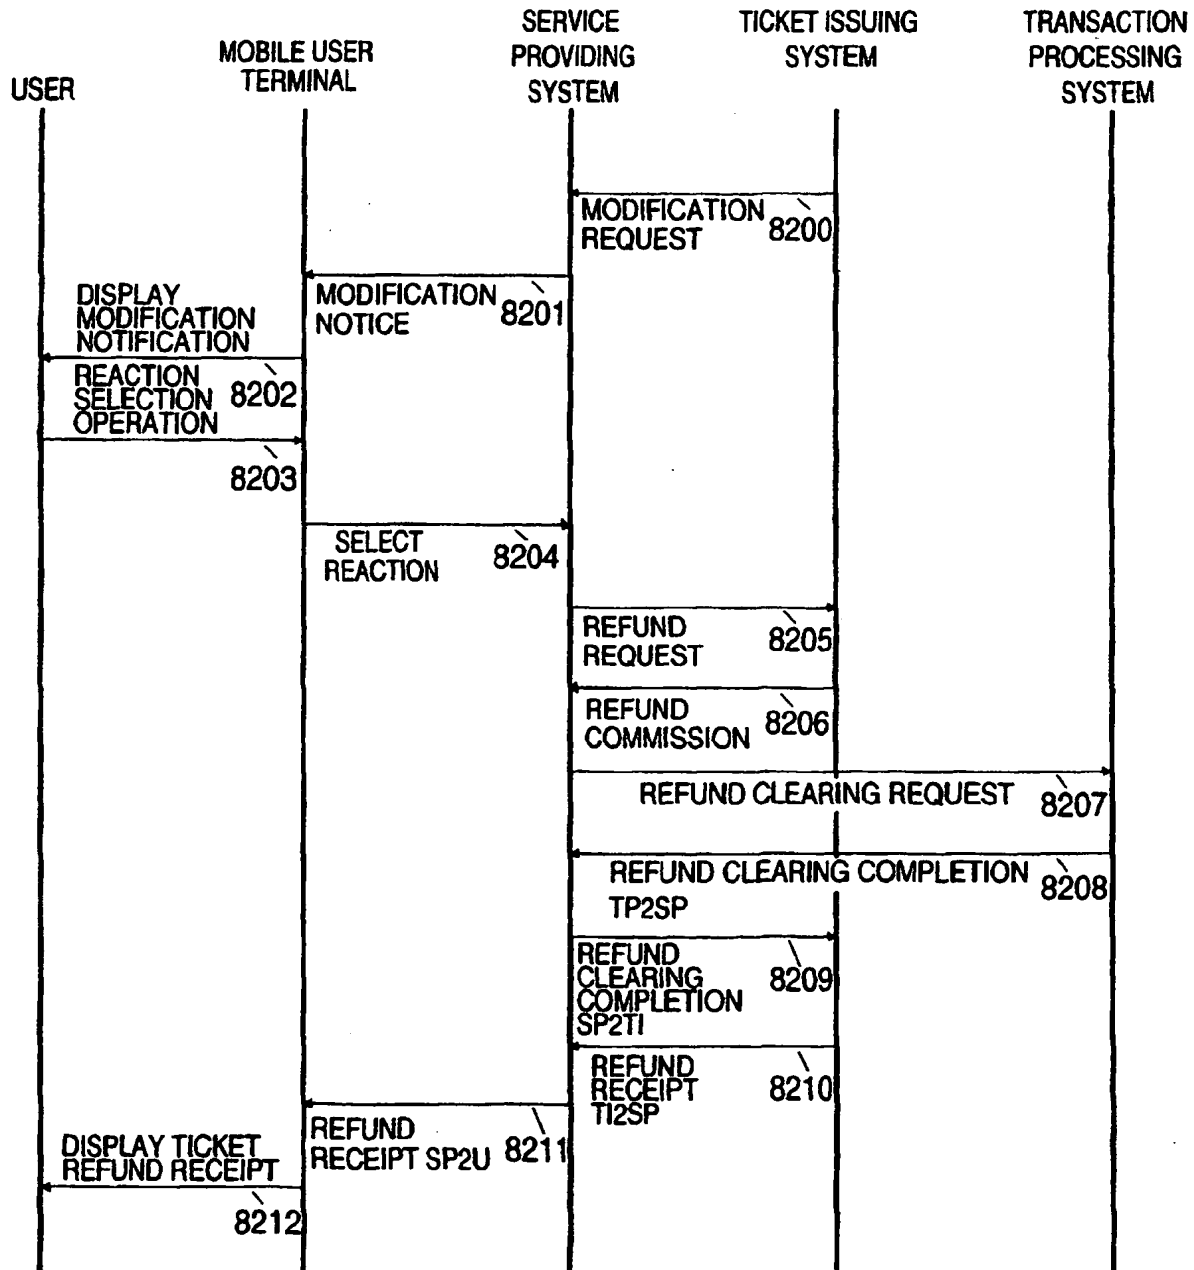 USER
MOBILE USER
TERMINAL
SERVICE
PROVIDING
SYSTEM
TICKET ISSUING
SYSTEM
TRANSACTION
PROCESSING
SYSTEM
MODIFICATION
REQUEST
8200
MODIFICATION
NOTICE
8201
DISPLAY
MODIFICATION
NOTIFICATION
8202
REACTION
SELECTION
OPERATION
8203
SELECT
REACTION
8204
REFUND
REQUEST
8205
REFUND
COMMISSION
8206
REFUND CLEARING REQUEST
8207
REFUND CLEARING COMPLETION
TP2SP
8208
REFUND
CLEARING
COMPLETION
SP2TI
8209
REFUND
RECEIPT
TI2SP
8210
REFUND
RECEIPT SP2U
8211
DISPLAY TICKET
REFUND RECEIPT
8212